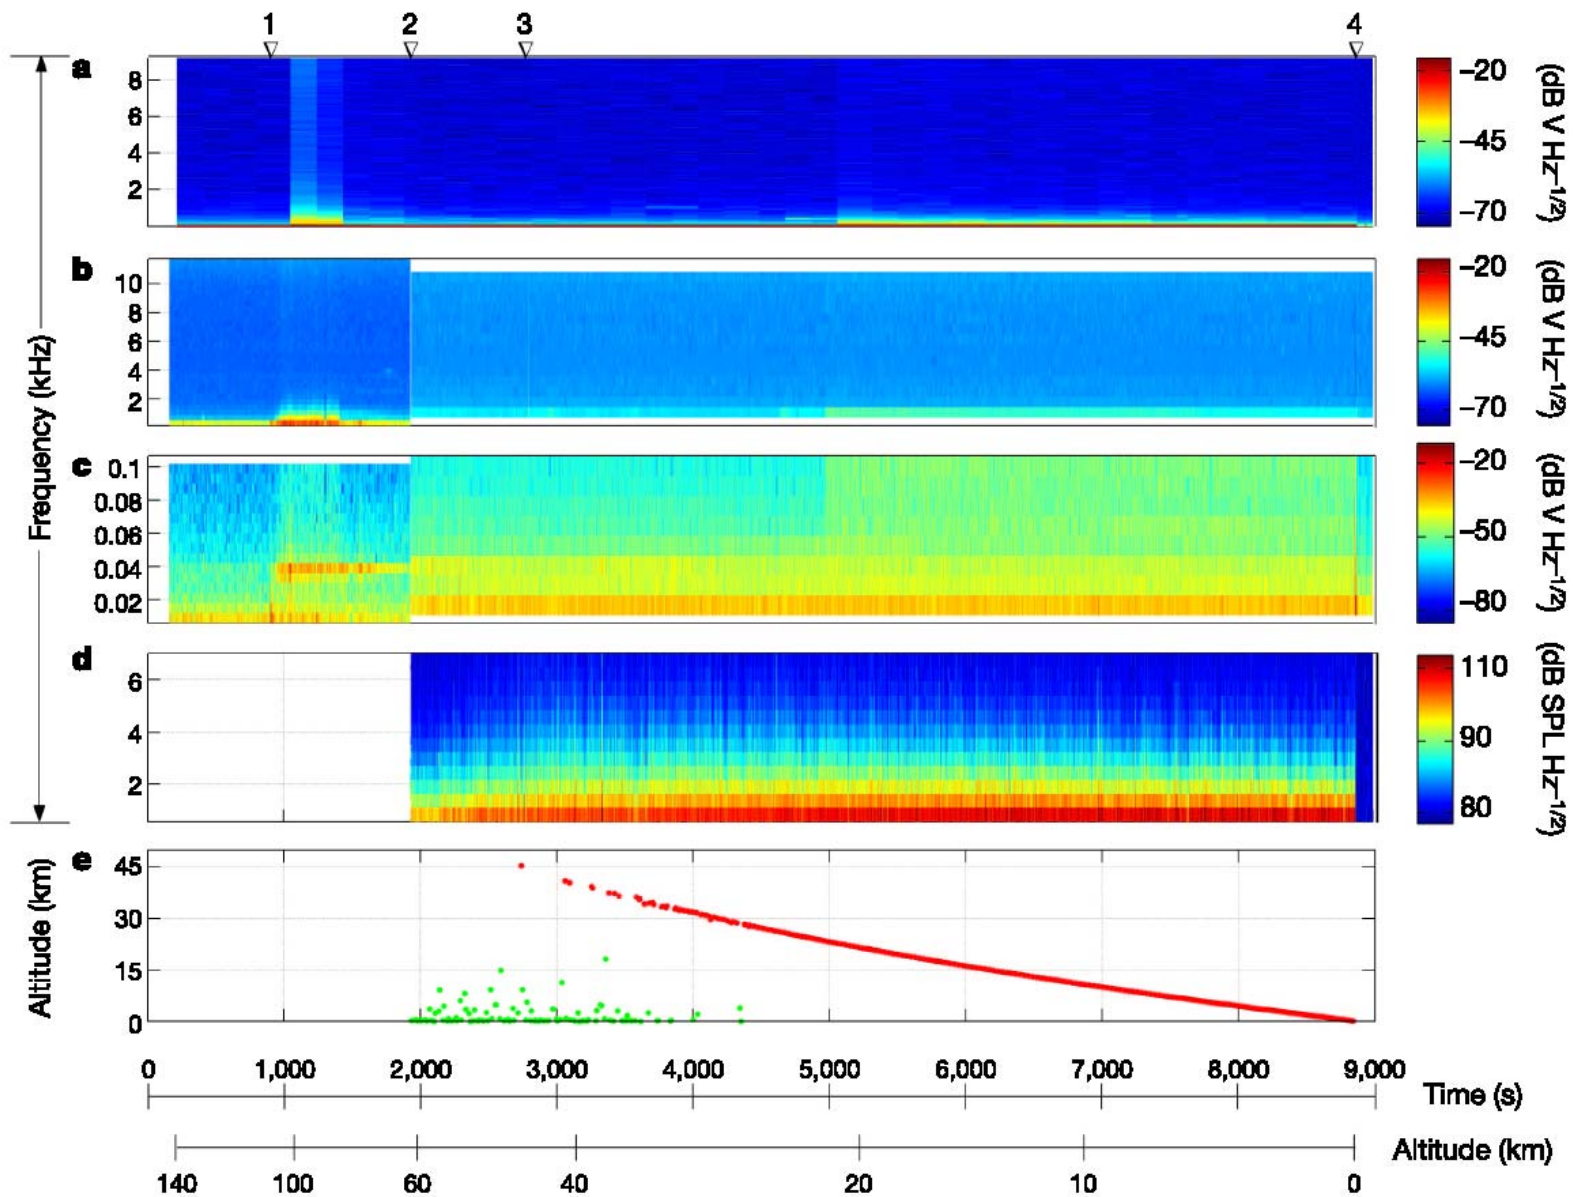 1 2 3 4
a
8
6
4
2
–20
–45
–70
(dB V Hz–1/2)
b
10
8
6
4
2
–20
–45
–70
(dB V Hz–1/2)
Frequency (kHz)
c
0.1
0.08
0.06
0.04
0.02
–20
–50
–80
(dB V Hz–1/2)
d
6
4
2
110
90
80
(dB SPL Hz–1/2)
e
45
30
15
0
Altitude (km)
0 1,000 2,000 3,000 4,000 5,000 6,000 7,000 8,000 9,000
Time (s)
Altitude (km)
140 100 60 40 20 10 0